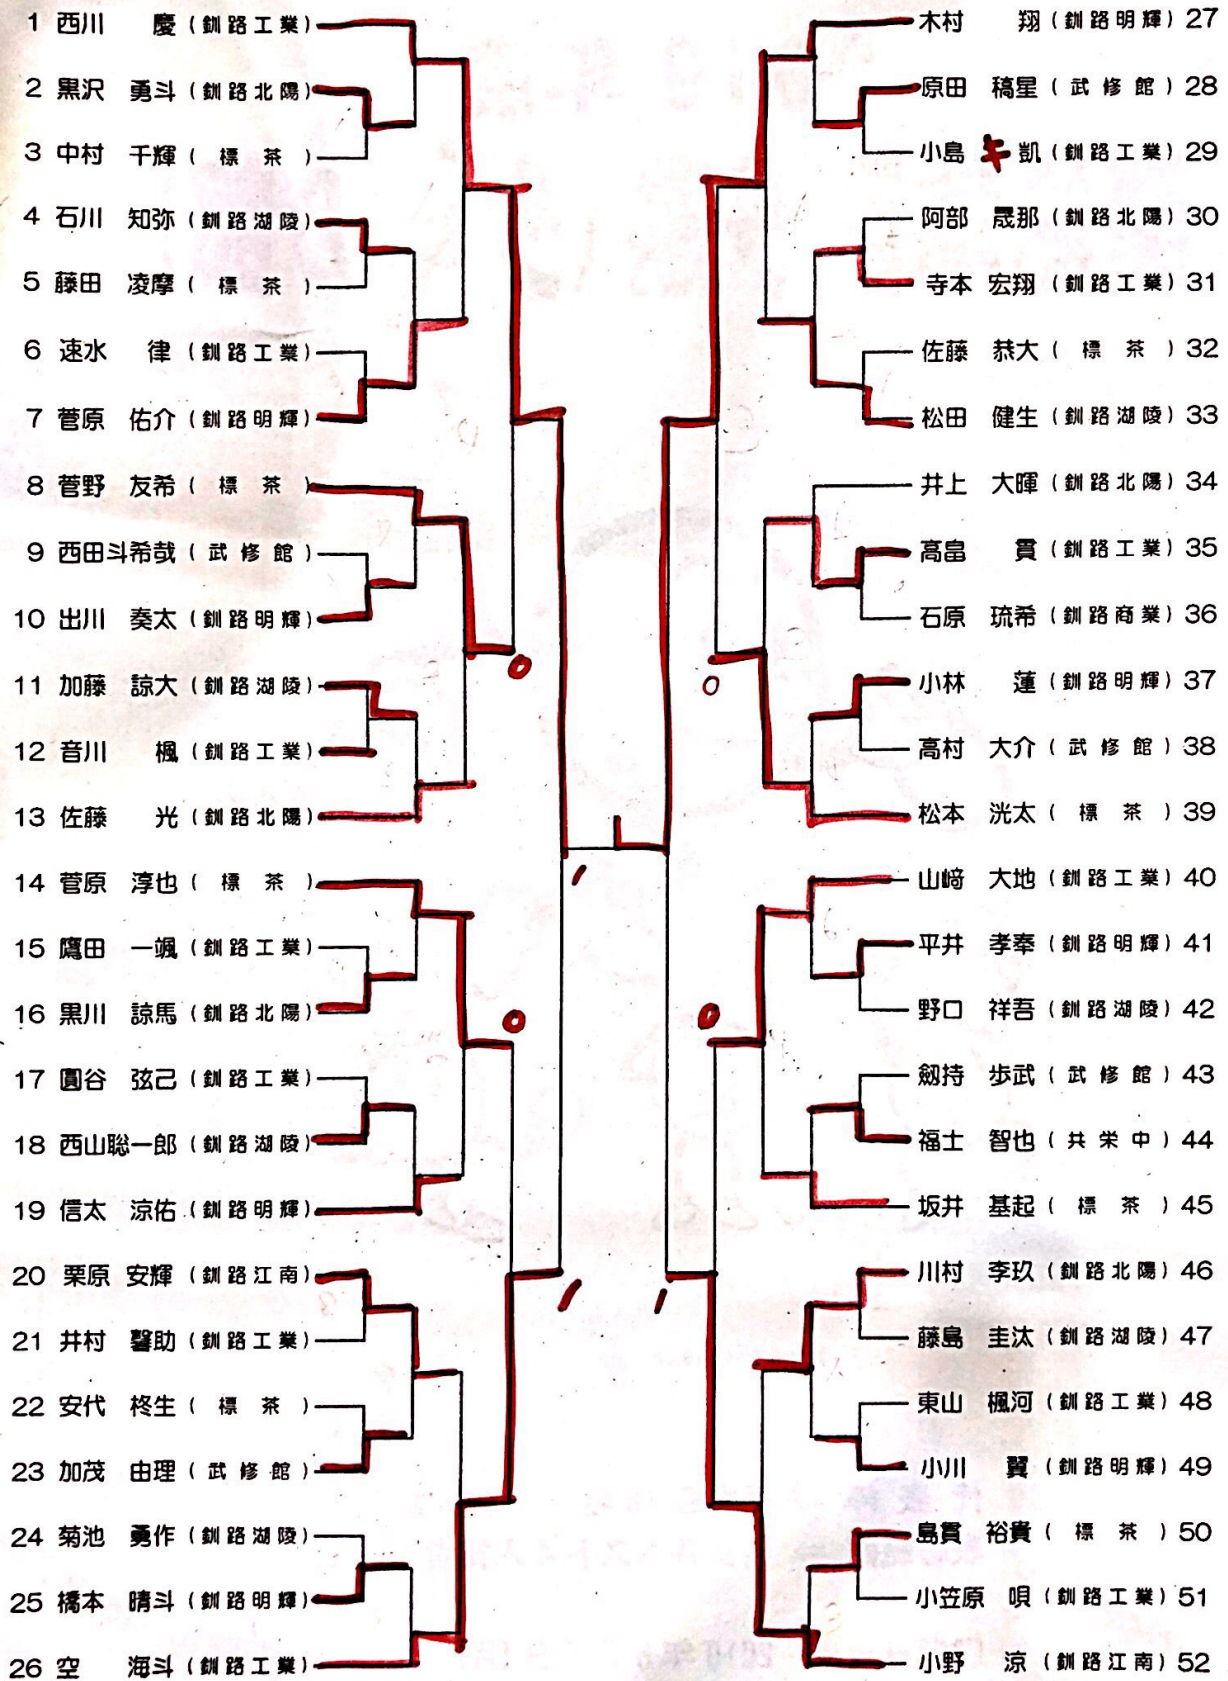 1 西川 慶 (釧路工業)
2 黒沢 勇斗 (釧路北陽)
3 中村 千輝 (標茶)
4 石川 知弥 (釧路湖陵)
5 藤田 凌摩 (標茶)
6 速水 律 (釧路工業)
7 菅原 佑介 (釧路明輝)
8 菅野 友希 (標茶)
9 西田斗希哉 (武修館)
10 出川 奏太 (釧路明輝)
11 加藤 諒大 (釧路湖陵)
12 音川 楓 (釧路工業)
13 佐藤 光 (釧路北陽)
14 菅原 淳也 (標茶)
15 鷹田 一颯 (釧路工業)
16 黒川 諒馬 (釧路北陽)
17 圓谷 弦己 (釧路工業)
18 西山聡一郎 (釧路湖陵)
19 信太 涼佑 (釧路明輝)
20 栗原 安輝 (釧路江南)
21 井村 馨助 (釧路工業)
22 安代 柊生 (標茶)
23 加茂 由理 (武修館)
24 菊池 勇作 (釧路湖陵)
25 橋本 晴斗 (釧路明輝)
26 空 海斗 (釧路工業)
木村 翔 (釧路明輝) 27
原田 稿星 (武修館) 28
小島 凱 (釧路工業) 29
阿部 晟那 (釧路北陽) 30
寺本 宏翔 (釧路工業) 31
佐藤 恭大 (標茶) 32
松田 健生 (釧路湖陵) 33
井上 大暉 (釧路北陽) 34
高畠 貫 (釧路工業) 35
石原 琉希 (釧路商業) 36
小林 蓮 (釧路明輝) 37
高村 大介 (武修館) 38
松本 洸太 (標茶) 39
山﨑 大地 (釧路工業) 40
平井 孝奉 (釧路明輝) 41
野口 祥吾 (釧路湖陵) 42
劔持 歩武 (武修館) 43
福士 智也 (共栄中) 44
坂井 基起 (標茶) 45
川村 李玖 (釧路北陽) 46
藤島 圭汰 (釧路湖陵) 47
東山 楓河 (釧路工業) 48
小川 翼 (釧路明輝) 49
島貫 裕貴 (標茶) 50
小笠原 唄 (釧路工業) 51
小野 涼 (釧路江南) 52